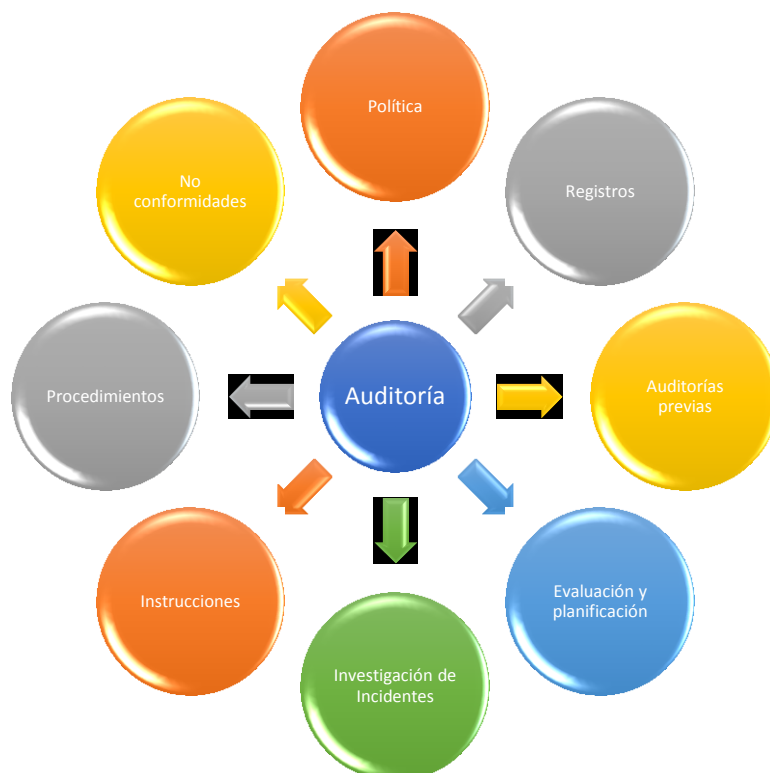 Política
No
conformidades
Registros
Procedimientos
Auditoría
Auditorías
previas
Instrucciones
Evaluación y
planificación
Investigación de
Incidentes